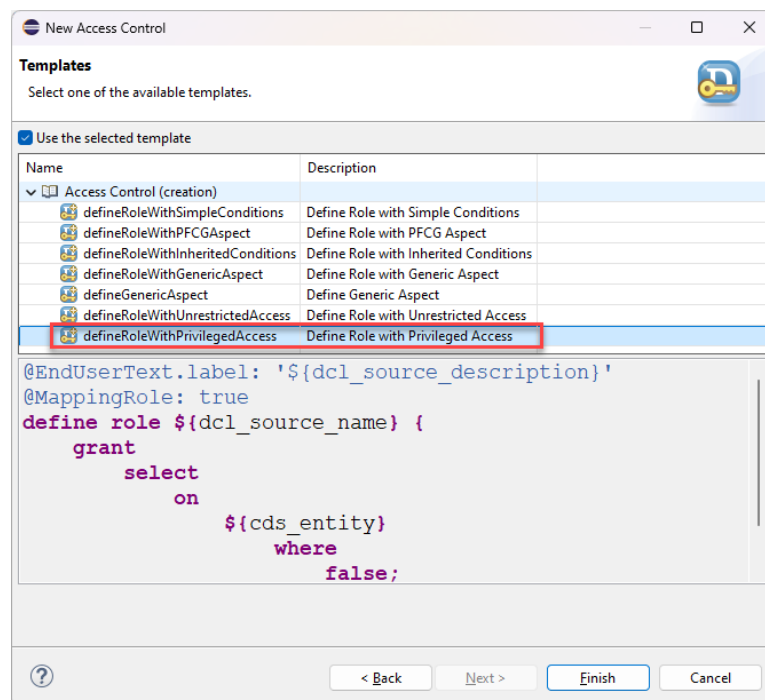 New Access Control
Templates
Select one of the available templates.
Use the selected template
Name Description
Access Control (creation)
defineRoleWithSimpleConditions Define Role with Simple Conditions
defineRoleWithPFCGAspect Define Role with PFCG Aspect
defineRoleWithInheritedConditions Define Role with Inherited Conditions
defineRoleWithGenericAspect Define Role with Generic Aspect
defineGenericAspect Define Generic Aspect
defineRoleWithUnrestrictedAccess Define Role with Unrestricted Access
defineRoleWithPrivilegedAccess Define Role with Privileged Access
@EndUserText.label: '${dcl_source_description}'
@MappingRole: true
define role ${dcl_source_name} {
grant
select
on
${cds_entity}
where
false;
? < Back Next > Finish Cancel